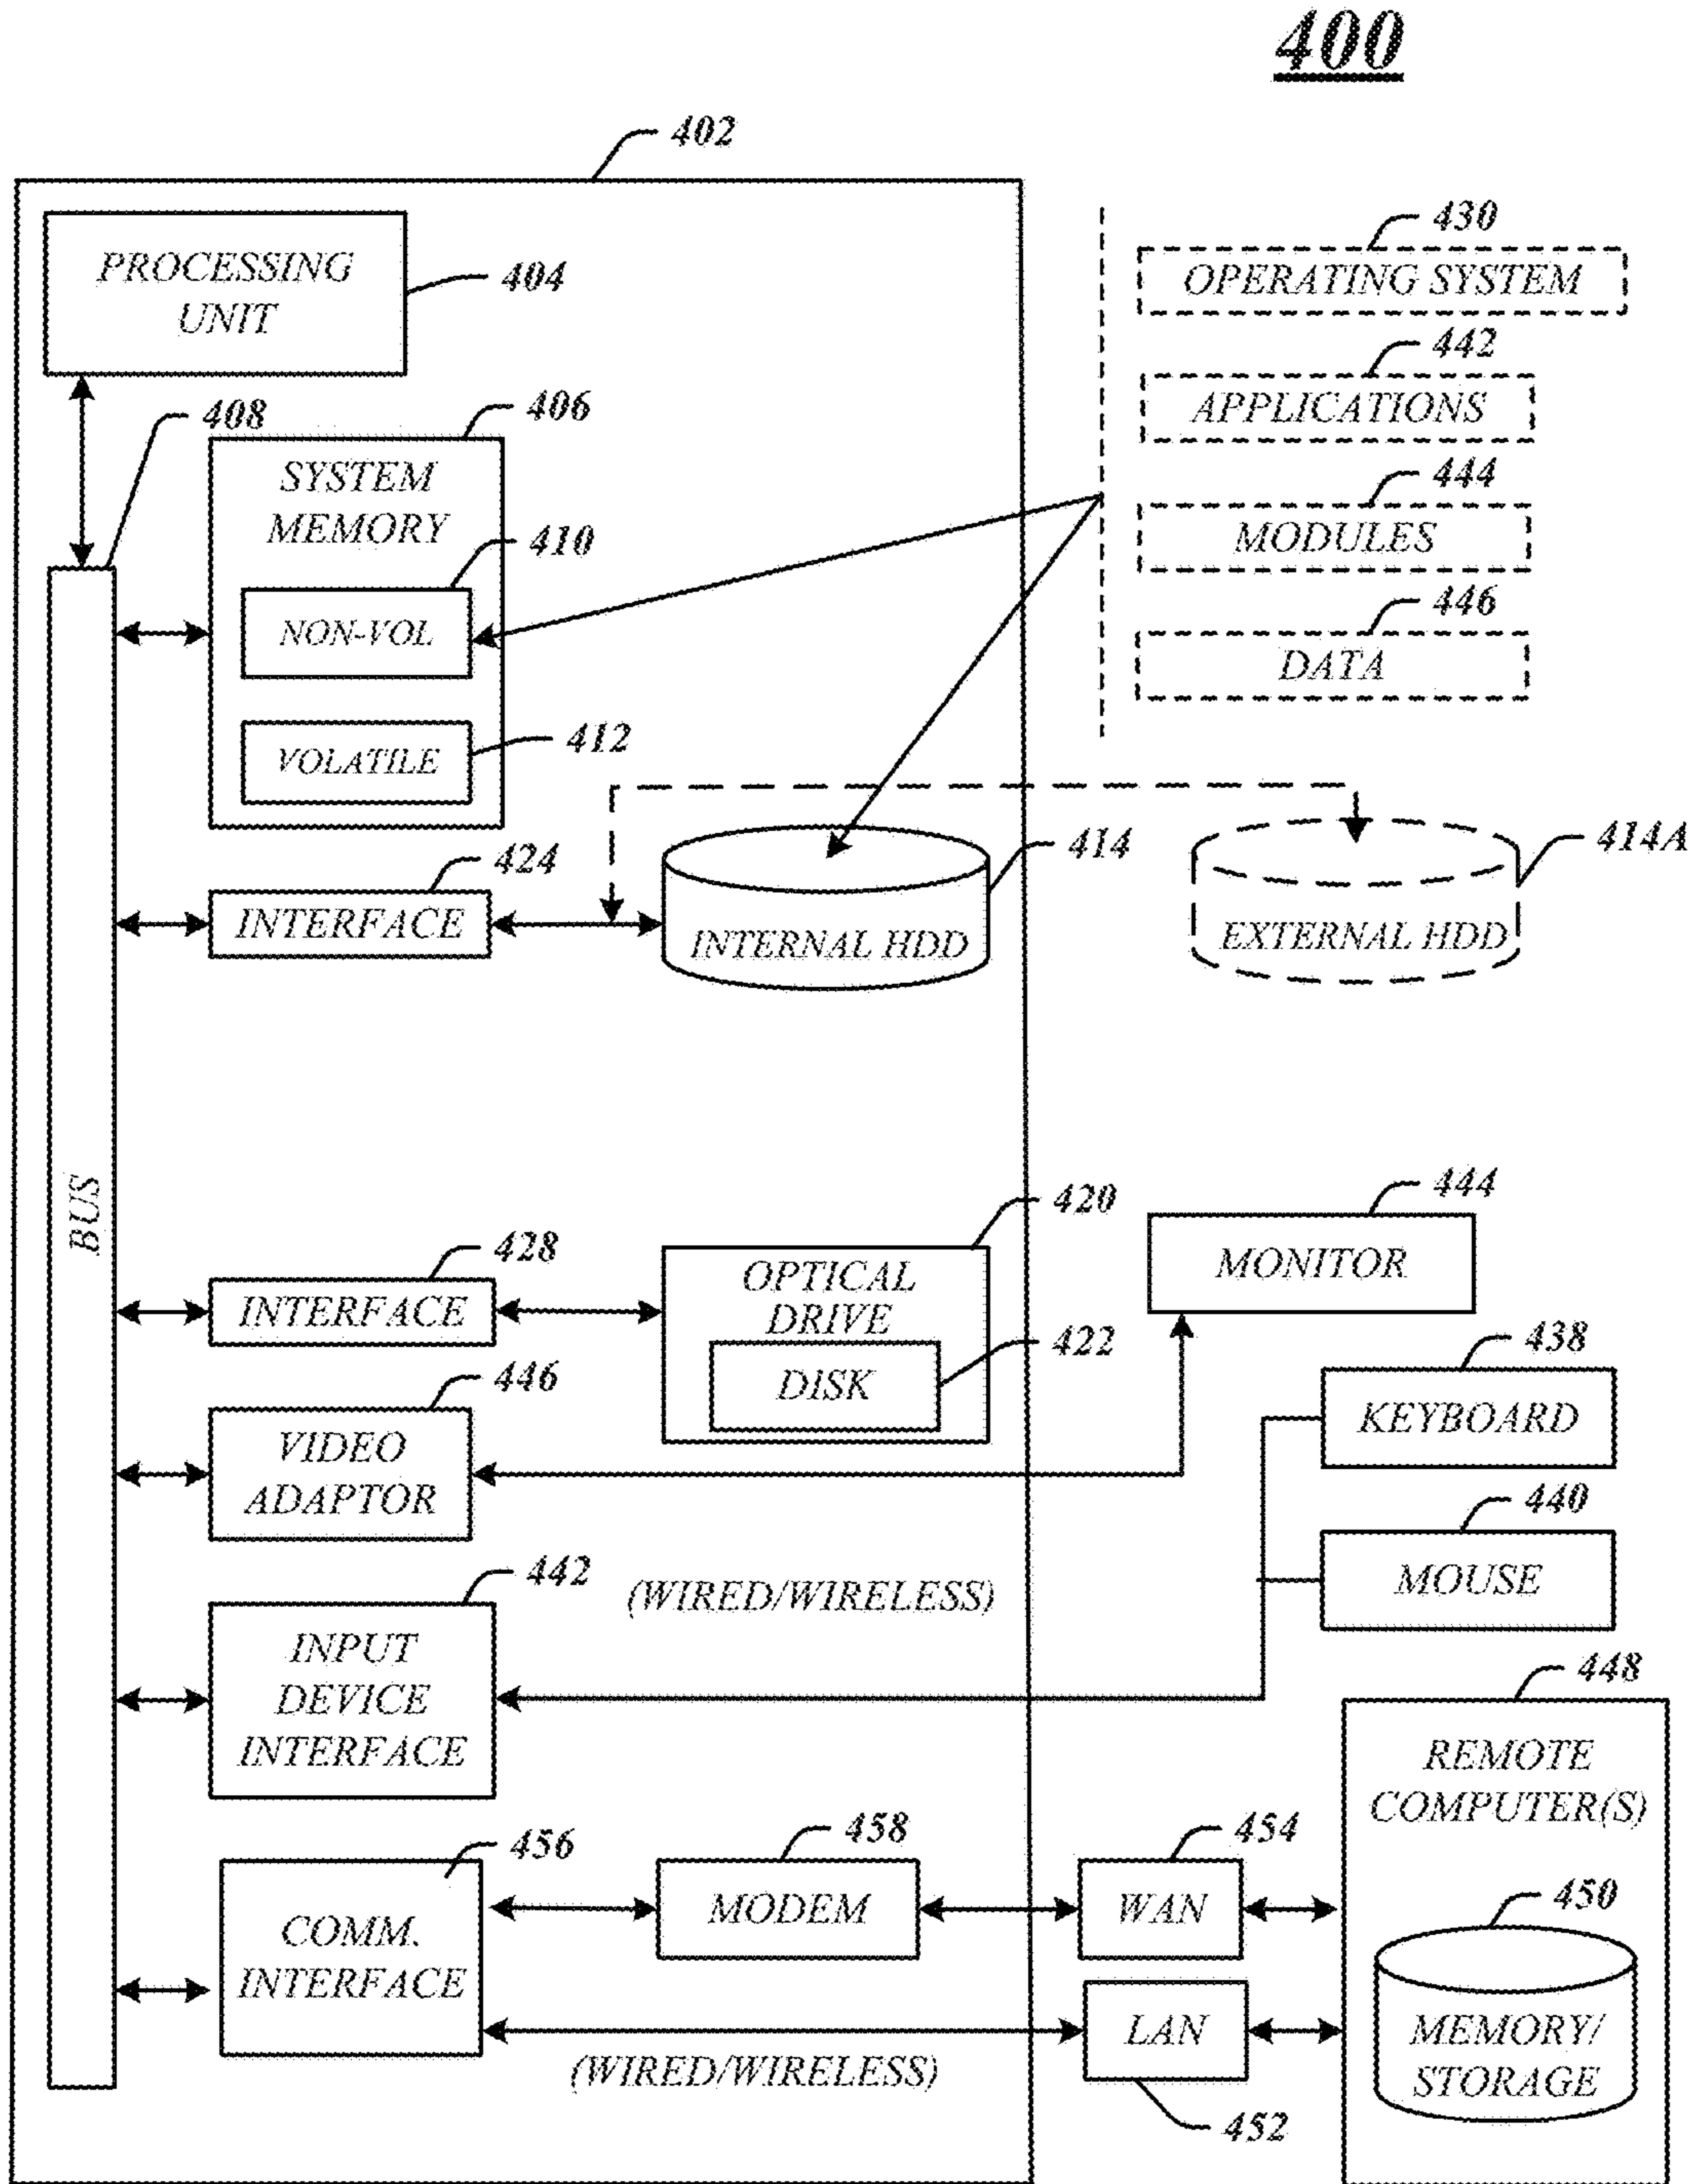 400
402
PROCESSING
UNIT
404
430
OPERATING SYSTEM
442
APPLICATIONS
444
MODULES
446
DATA
408
406
SYSTEM
MEMORY
410
NON-VOL
412
VOLATILE
424
INTERFACE
414
INTERNAL HDD
414A
EXTERNAL HDD
BUS
428
INTERFACE
420
OPTICAL
DRIVE
422
DISK
444
MONITOR
438
KEYBOARD
446
VIDEO
ADAPTOR
440
MOUSE
442
INPUT
DEVICE
INTERFACE
(WIRED/WIRELESS)
448
REMOTE
COMPUTER(S)
456
COMM.
INTERFACE
458
MODEM
454
WAN
450
MEMORY/
STORAGE
LAN
452
(WIRED/WIRELESS)